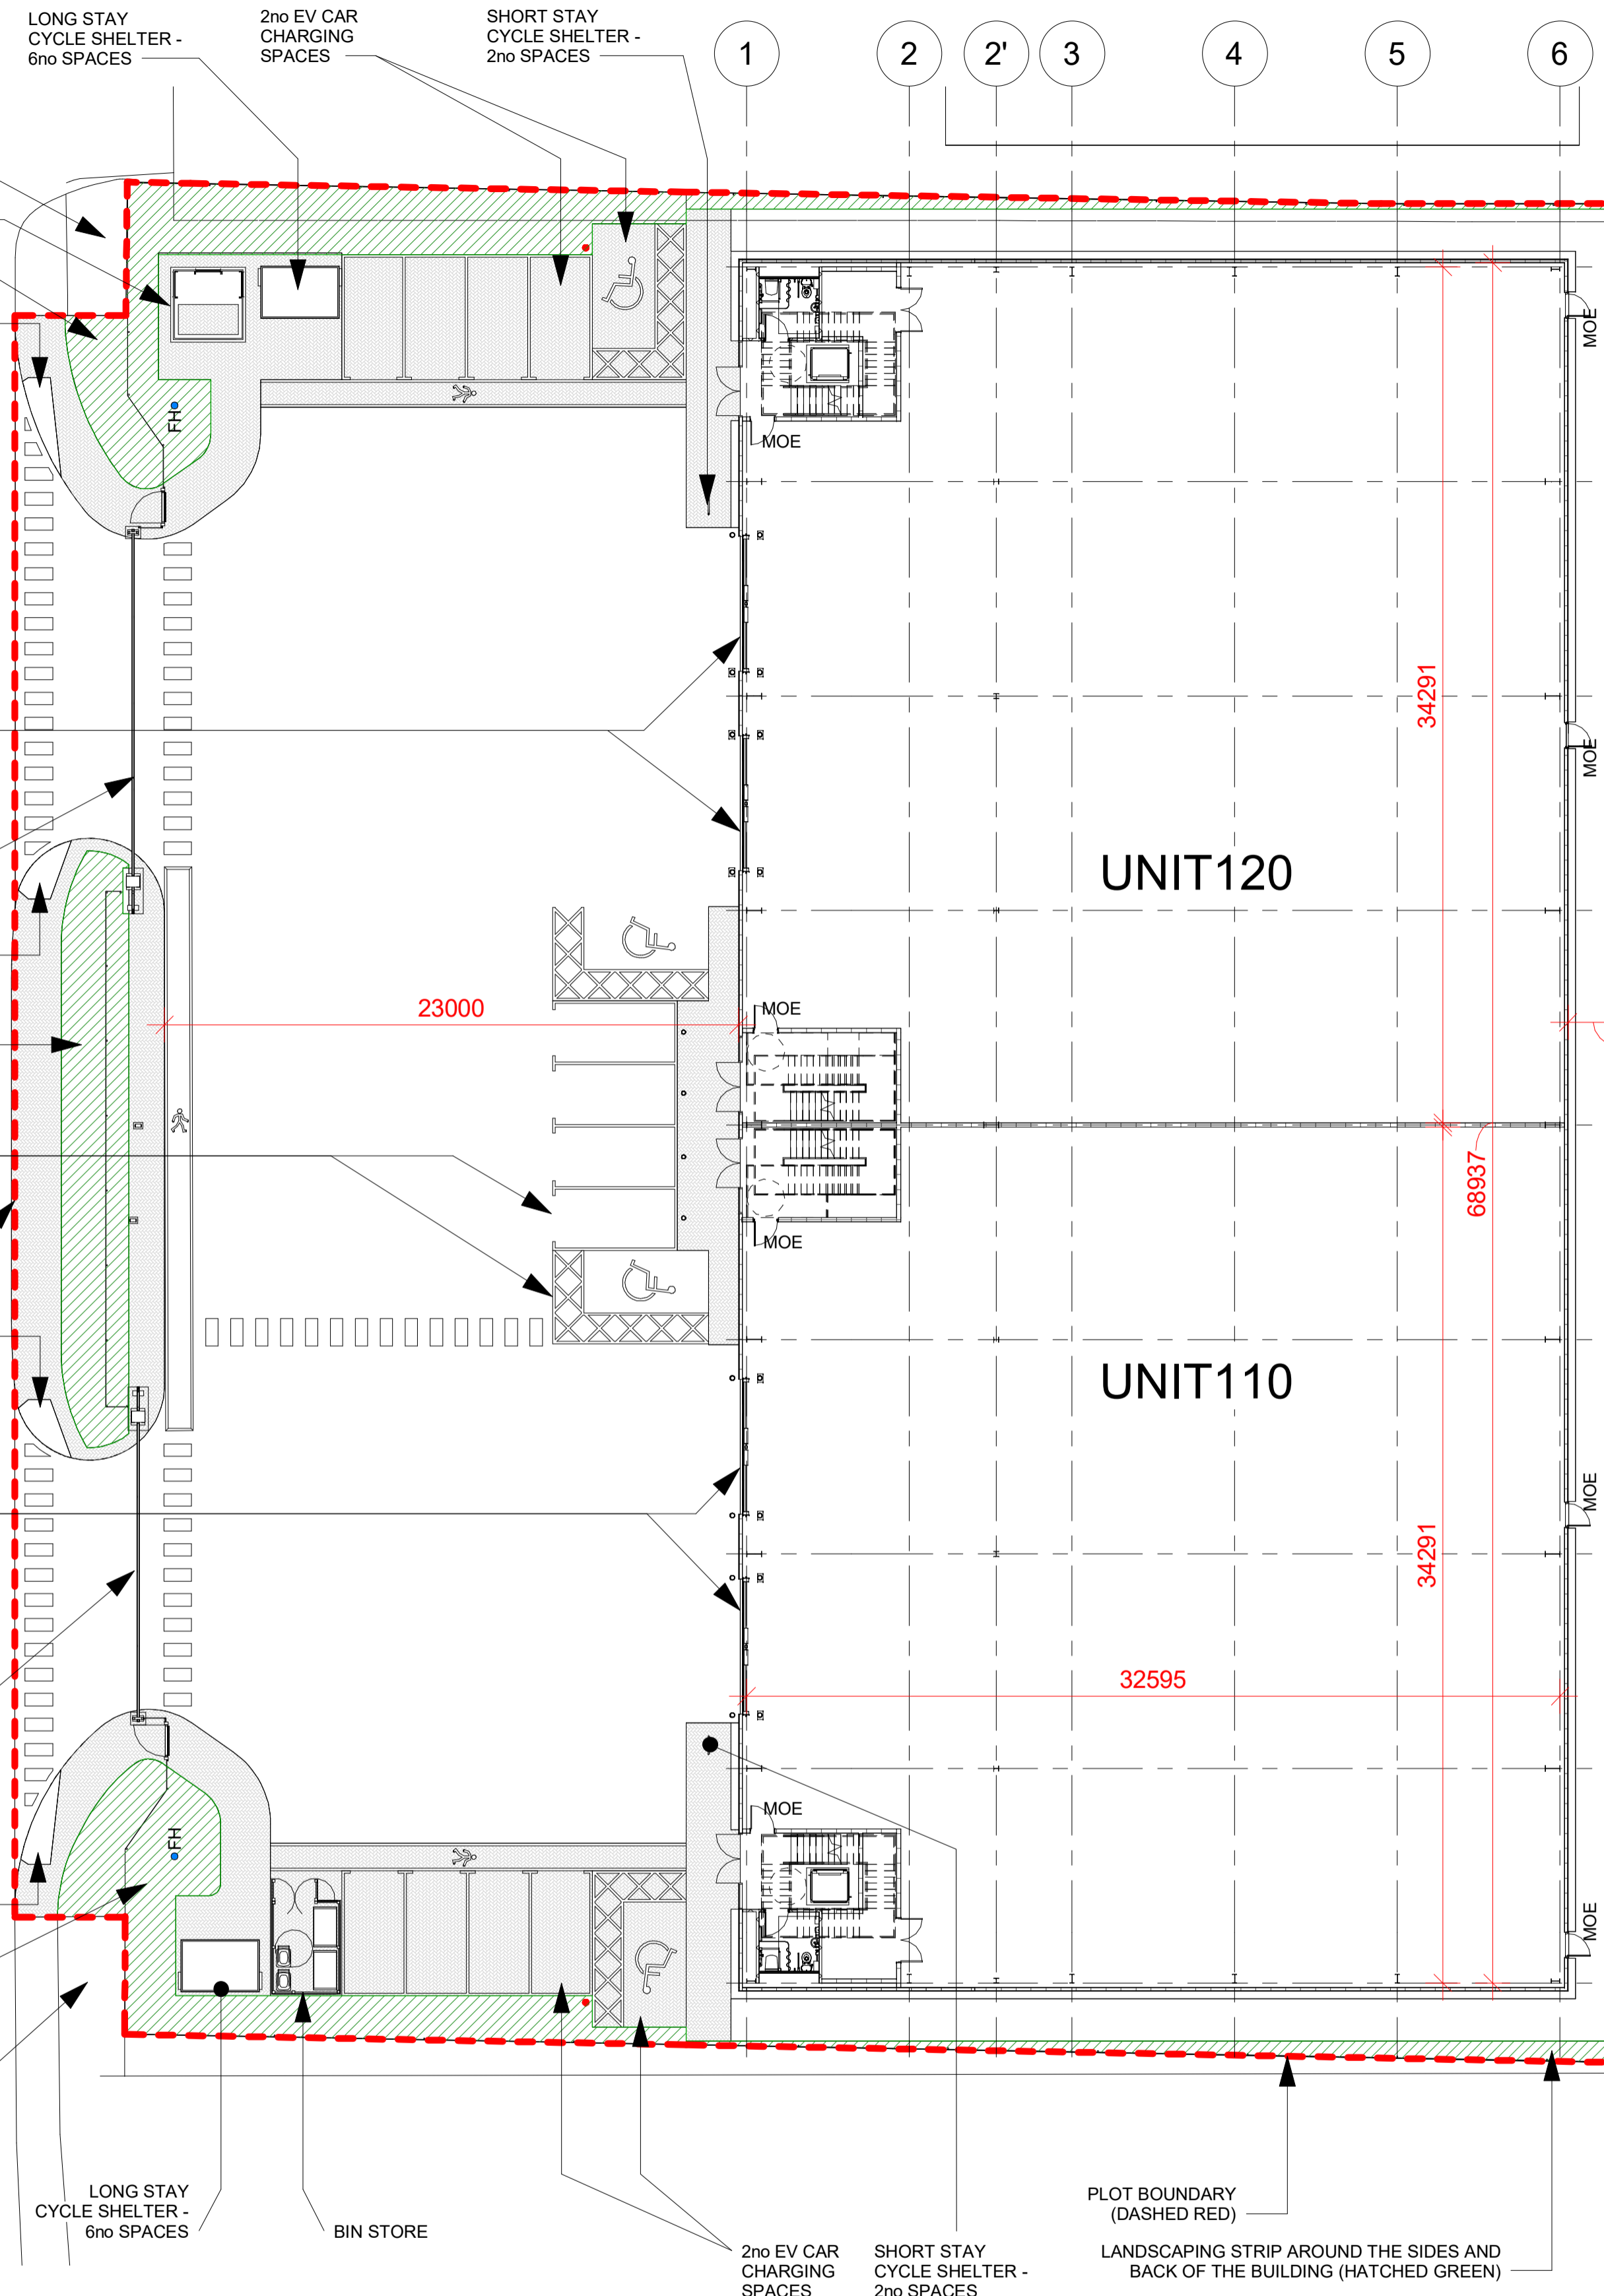 LONG STAY
CYCLE SHELTER -
6no SPACES
2no EV CAR
CHARGING
SPACES
SHORT STAY
CYCLE SHELTER -
2no SPACES
1
2
2'
3
4
5
6
MOE
FH
MOE
34291
MOE
UNIT120
23000
MOE
68937
MOE
UNIT110
MOE
34291
32595
MOE
FH
MOE
LONG STAY
CYCLE SHELTER -
6no SPACES
BIN STORE
2no EV CAR
CHARGING
SPACES
SHORT STAY
CYCLE SHELTER -
2no SPACES
PLOT BOUNDARY
(DASHED RED)
LANDSCAPING STRIP AROUND THE SIDES AND
BACK OF THE BUILDING (HATCHED GREEN)